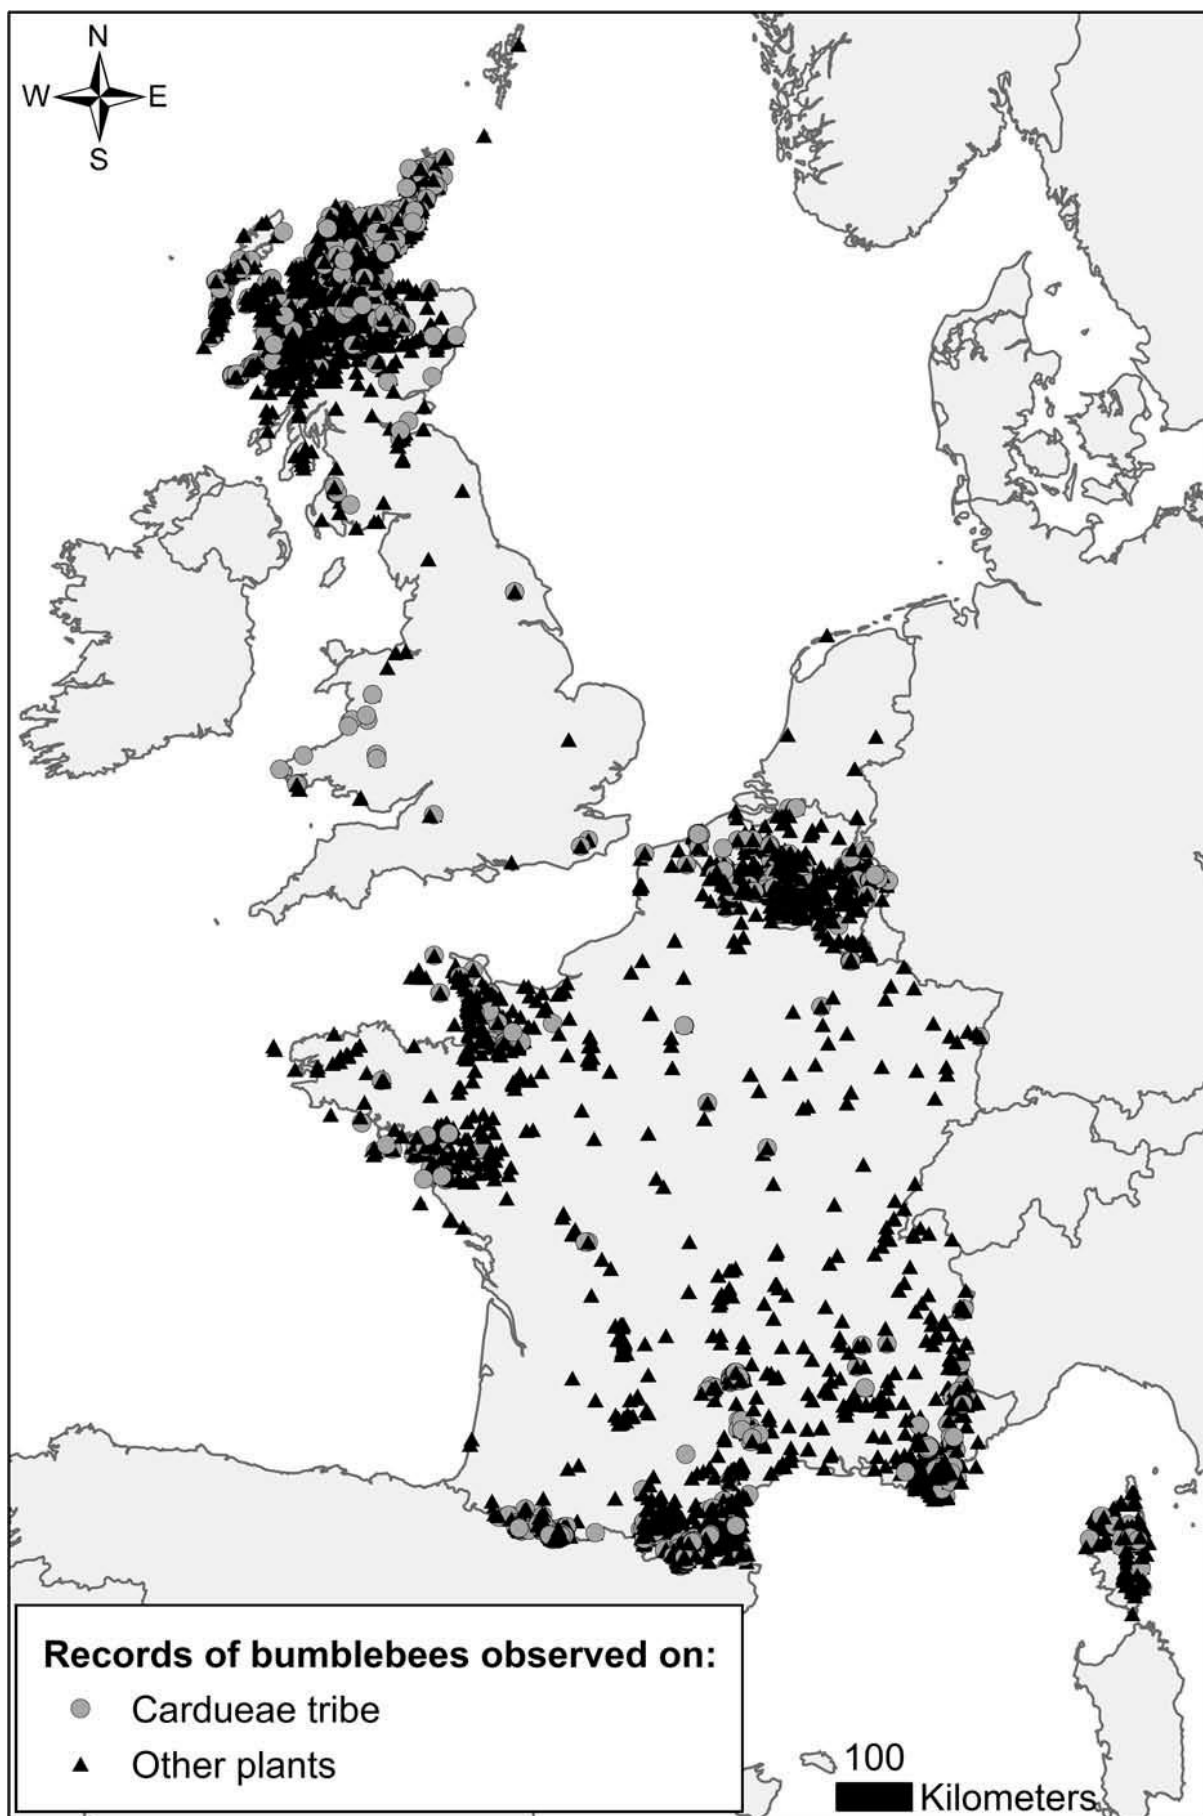 N
W E
S
Records of bumblebees observed on:
Cardueae tribe
Other plants
100
Kilometers